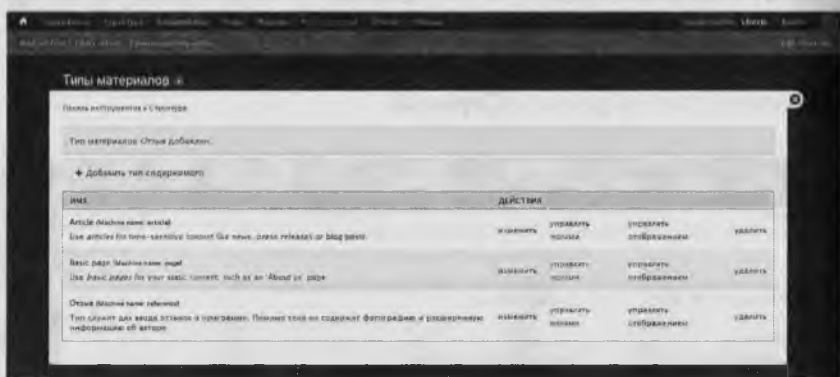 Типы материалов
Панель инструментов » Структура
Тип материалов Отзыв добавлен.
+ Добавить тип содержимого
ИМЯ ДЕЙСТВИЯ
Article (Machine name: article)
Use articles for time-sensitive content like news, press releases or blog posts.
изменить управлять полями управлять отображением удалить
Basic page (Machine name: page)
Use basic pages for your static content, such as an 'About us' page.
изменить управлять полями управлять отображением удалить
Отзыв (Machine name: reference)
Тип служит для ввода отзывов о программе. Помимо тела он содержит фотографию и расширенную
информацию об авторе
изменить управлять полями управлять отображением удалить